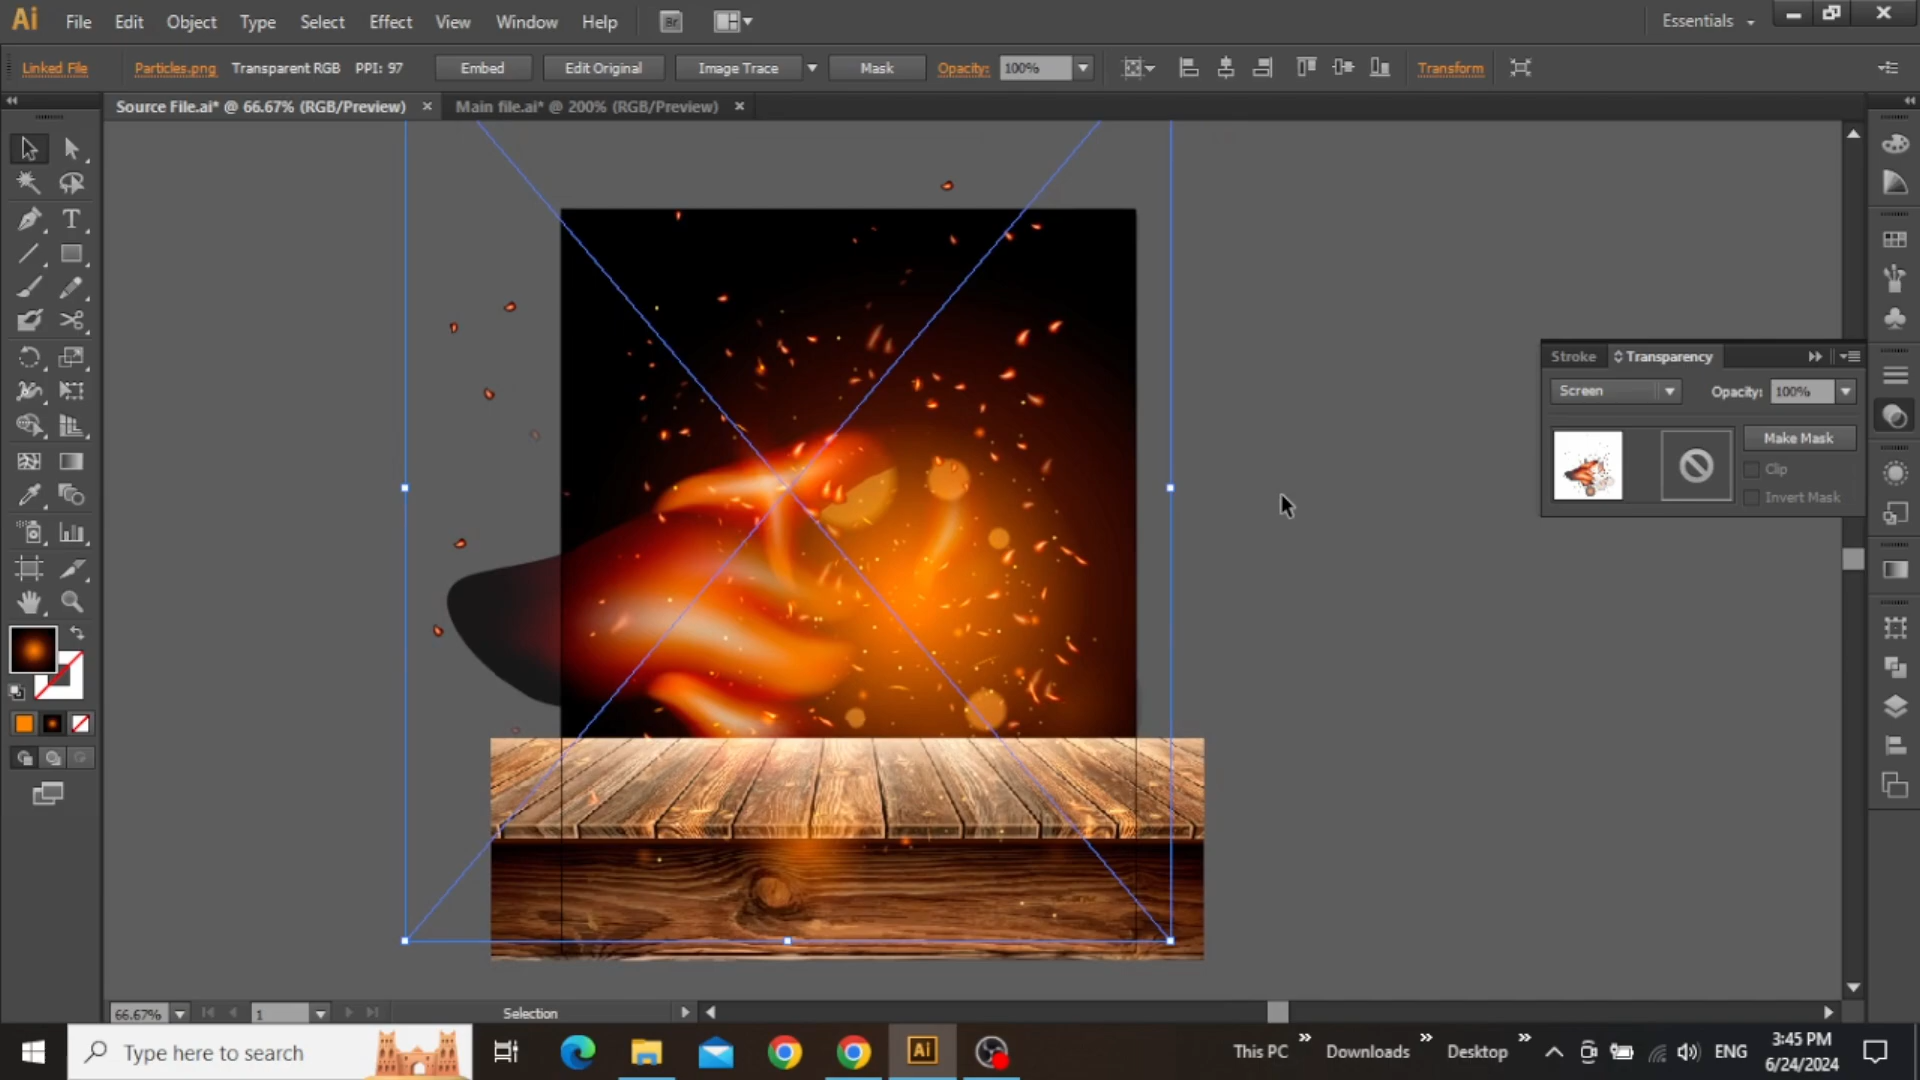 Ai File Edit Object Type Select Effect View Window Help Br Essentials
Linked File Particles.png Transparent RGB PPI: 97 Embed Edit Original Image Trace Mask Opacity: 100% Transform
Source File.ai* @ 66.67% (RGB/Preview) × Main file.ai* @ 200% (RGB/Preview) ×
Stroke Transparency
Screen Opacity: 100%
Make Mask
Clip
Invert Mask
66.67% 1 Selection
Type here to search Ai This PC Downloads Desktop ENG 3:45 PM
6/24/2024